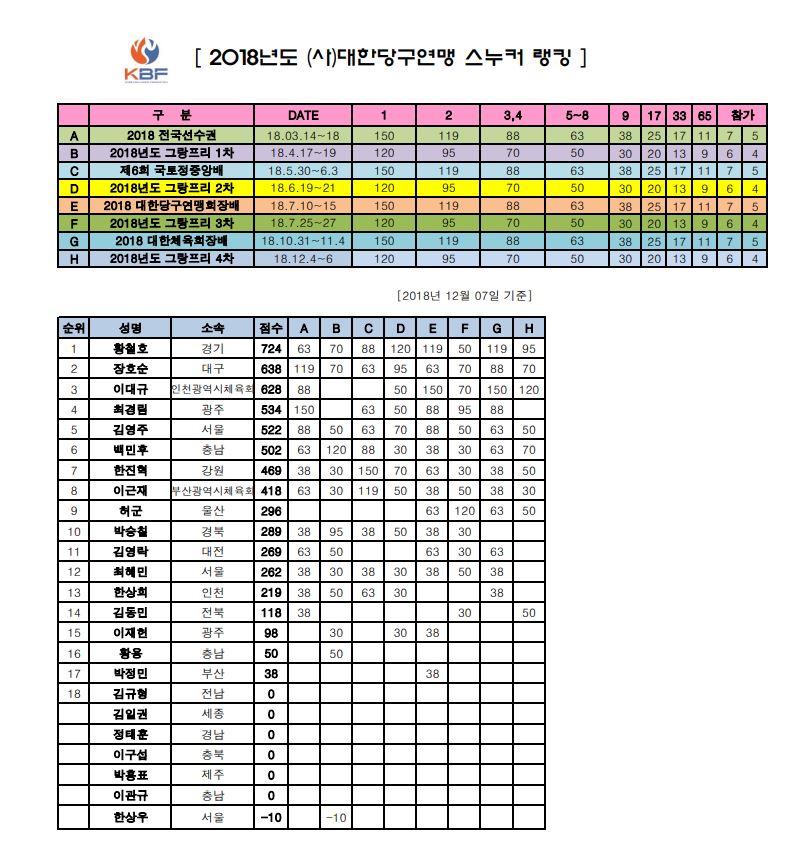 KBF
[ 2018년도 (사)대한당구연맹 스누커 랭킹 ]
구 분 DATE 1 2 3,4 5~8 9 17 33 65 참가
A 2018 전국선수권 18.03.14~18 150 119 88 63 38 25 17 11 7 5
B 2018년도 그랑프리 1차 18.4.17~19 120 95 70 50 30 20 13 9 6 4
C 제6회 국토정중앙배 18.5.30~6.3 150 119 88 63 38 25 17 11 7 5
D 2018년도 그랑프리 2차 18.6.19~21 120 95 70 50 30 20 13 9 6 4
E 2018 대한당구연맹회장배 18.7.10~15 150 119 88 63 38 25 17 11 7 5
F 2018년도 그랑프리 3차 18.7.25~27 120 95 70 50 30 20 13 9 6 4
G 2018 대한체육회장배 18.10.31~11.4 150 119 88 63 38 25 17 11 7 5
H 2018년도 그랑프리 4차 18.12.4~6 120 95 70 50 30 20 13 9 6 4
[2018년 12월 07일 기준]
순위 성명 소속 점수 A B C D E F G H
1 황철호 경기 724 63 70 88 120 119 50 119 95
2 장호순 대구 638 119 70 63 95 63 70 88 70
3 이대규 인천광역시체육회 628 88 50 150 70 150 120
4 최경림 광주 534 150 63 50 88 95 88
5 김영주 서울 522 88 50 63 70 88 50 63 50
6 백민후 충남 502 63 120 88 30 38 30 63 70
7 한진혁 강원 469 38 30 150 70 63 30 38 50
8 이근재 부산광역시체육회 418 63 30 119 50 38 50 38 30
9 허군 울산 296 63 120 63 50
10 박승칠 경북 289 38 95 38 50 38 30
11 김영락 대전 269 63 50 63 30 63
12 최혜민 서울 262 38 30 38 30 38 50 38
13 한상희 인천 219 38 50 63 30 38
14 김동민 전북 118 38 30 50
15 이재헌 광주 98 30 30 38
16 황용 충남 50 50
17 박정민 부산 38 38
18 김규형 전남 0
김일권 세종 0
정태훈 경남 0
이구섭 충북 0
박홍표 제주 0
이관규 충남 0
한상우 서울 -10 -10